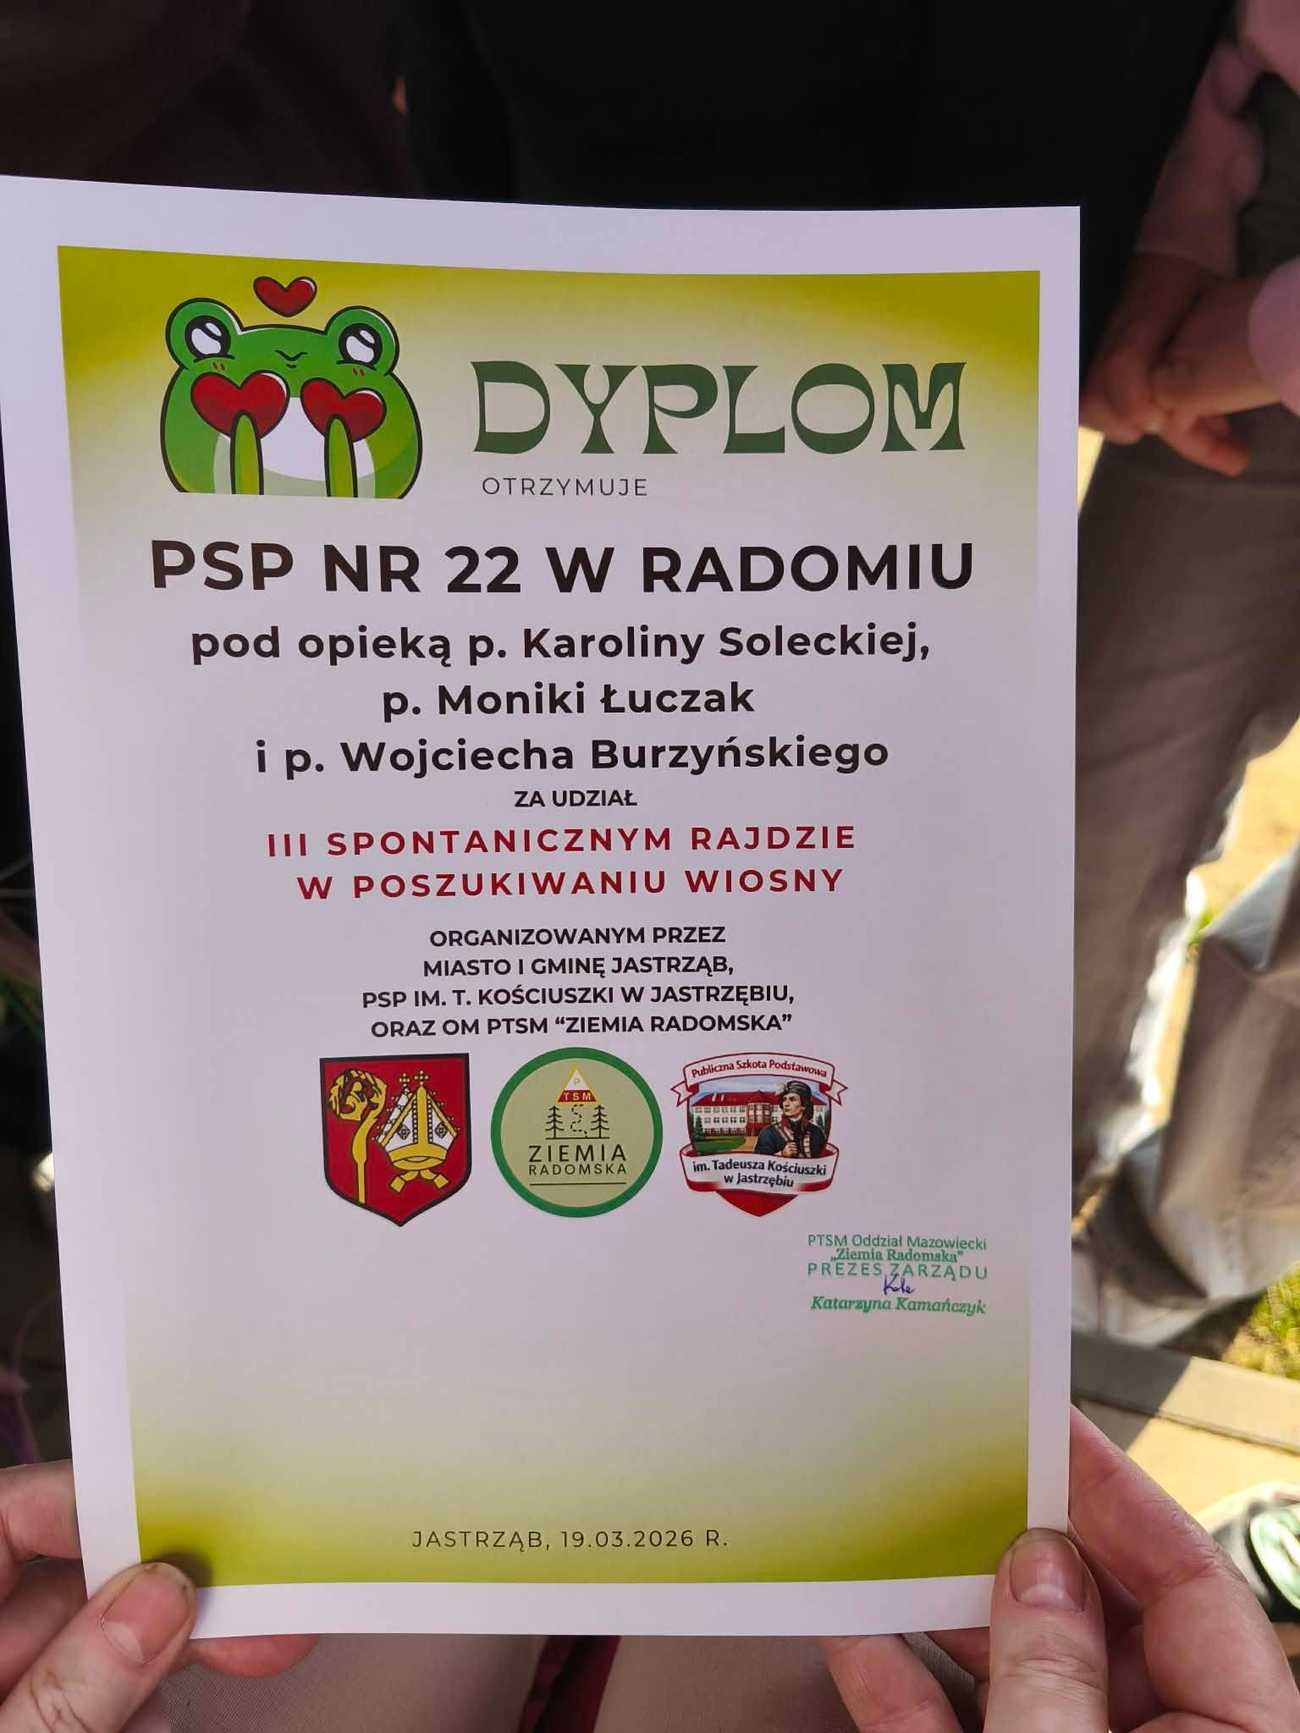 DYPLOM
OTRZYMUJE
PSP NR 22 W RADOMIU
pod opieką p. Karoliny Soleckiej,
p. Moniki Łuczak
i p. Wojciecha Burzyńskiego
ZA UDZIAŁ
III SPONTANICZNYM RAJDZIE
W POSZUKIWANIU WIOSNY
ORGANIZOWANYM PRZEZ
MIASTO I GMINĘ JASTRZĄB,
PSP IM. T. KOŚCIUSZKI W JASTRZĘBIU,
ORAZ OM PTSM “ZIEMIA RADOMSKA”
P
TSM
ZIEMIA
RADOMSKA
Publiczna Szkoła Podstawowa
im. Tadeusza Kościuszki
w Jastrzębiu
PTSM Oddział Mazowiecki
„Ziemia Radomska”
PREZES ZARZĄDU
Katarzyna Kamańczyk
JASTRZĄB, 19.03.2026 R.